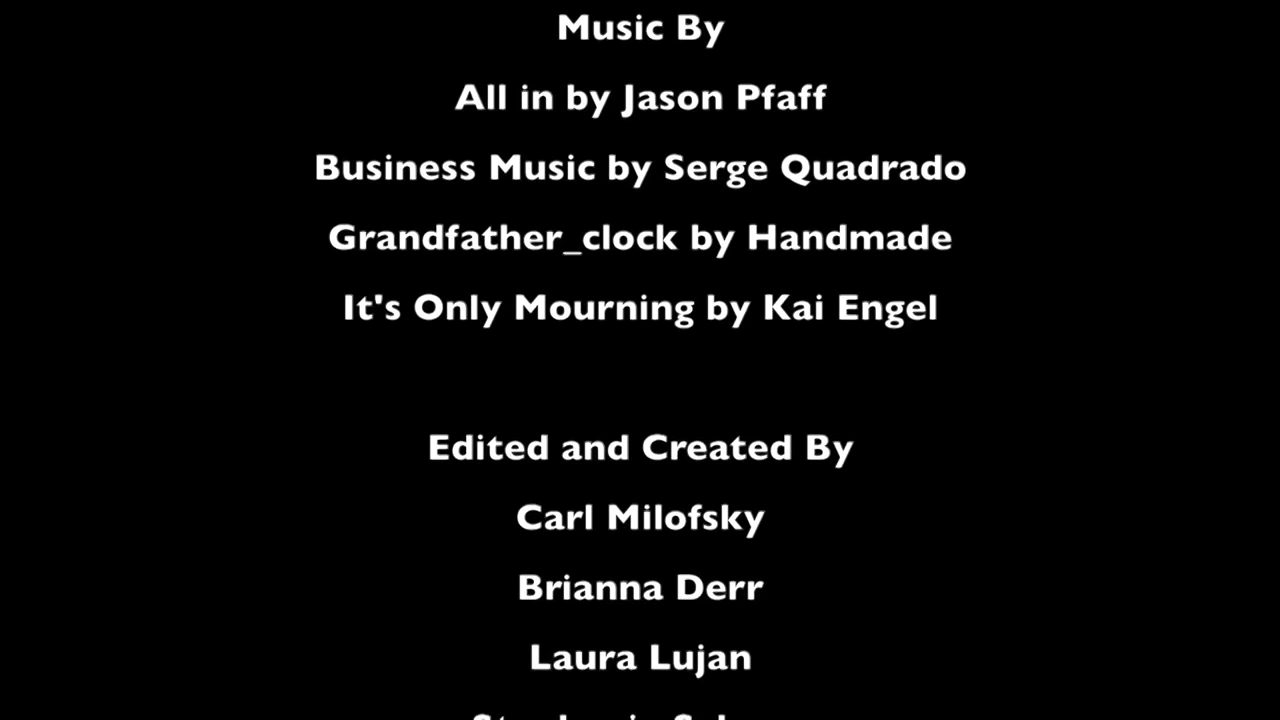 Music By
All in by Jason Pfaff
Business Music by Serge Quadrado
Grandfather_clock by Handmade
It's Only Mourning by Kai Engel
Edited and Created By
Carl Milofsky
Brianna Derr
Laura Lujan